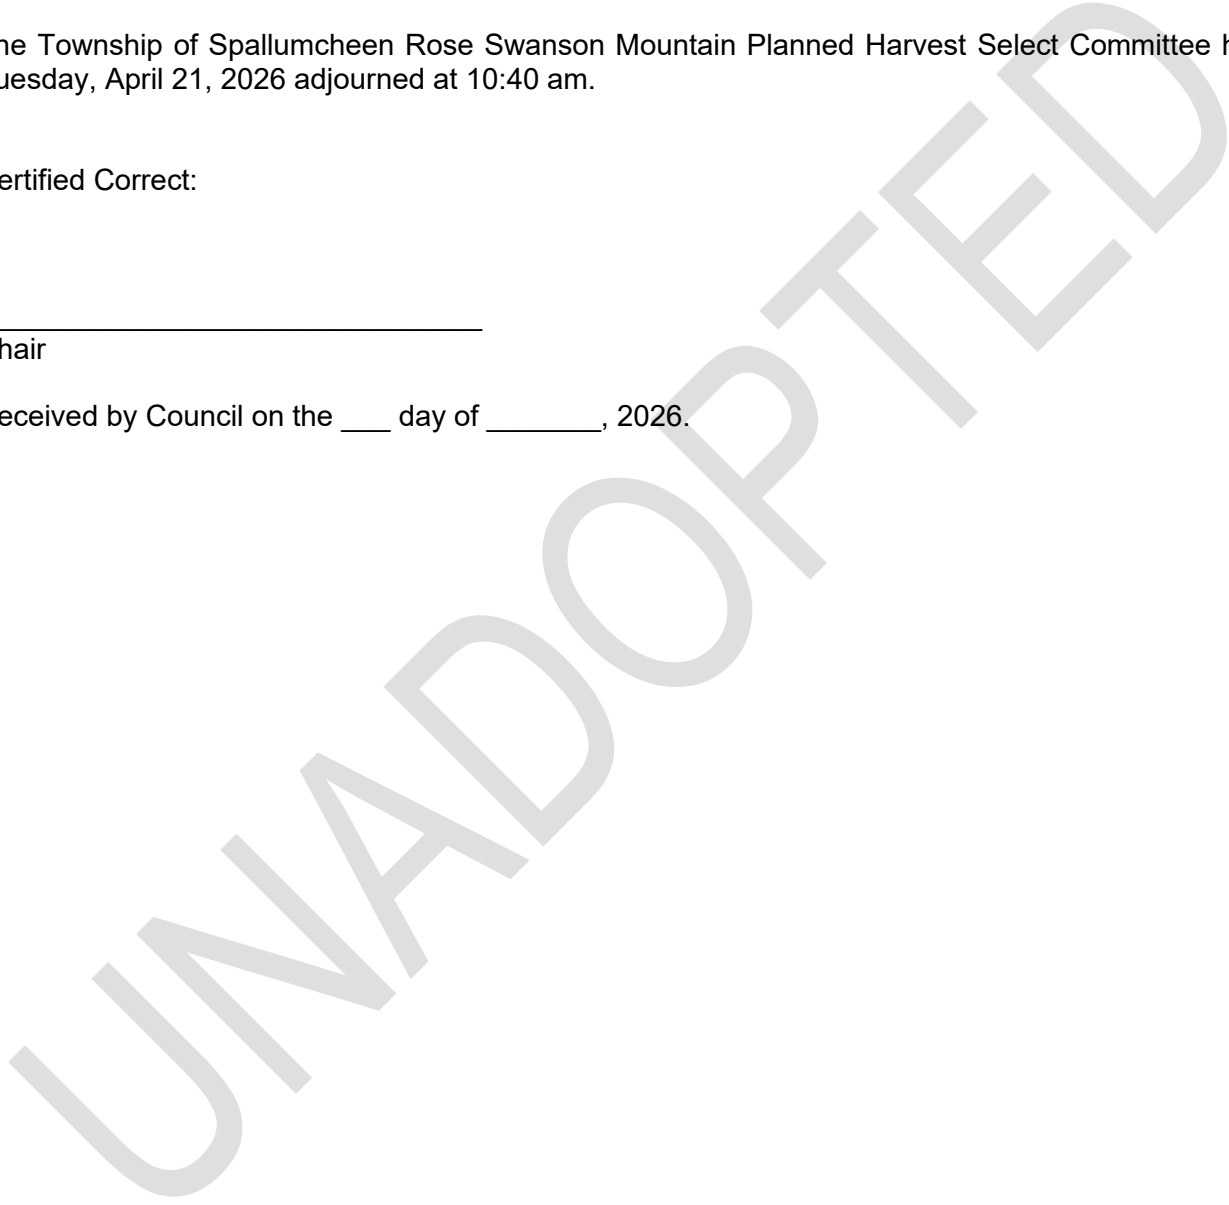 he Township of Spallumcheen Rose Swanson Mountain Planned Harvest Select Committee h
uesday, April 21, 2026 adjourned at 10:40 am.
ertified Correct:
hair
eceived by Council on the ___ day of _______, 2026.
UNADOPTED